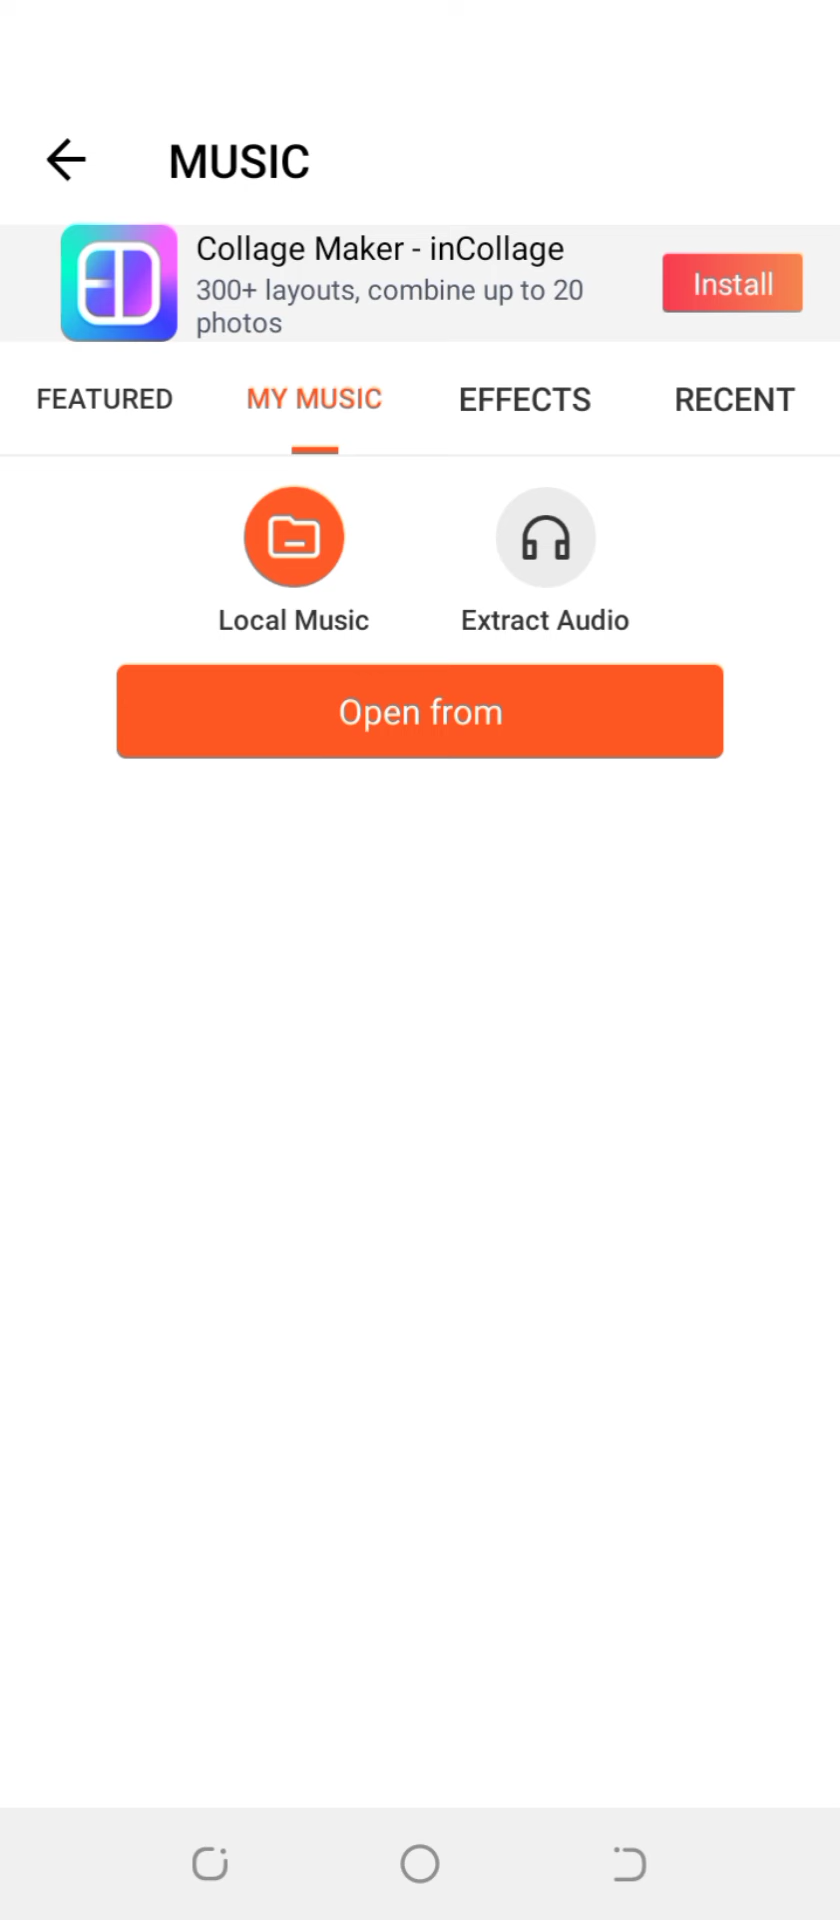 MUSIC
Collage Maker - inCollage
300+ layouts, combine up to 20
photos
Install
FEATURED
MY MUSIC
EFFECTS
RECENT
Local Music
Extract Audio
Open from